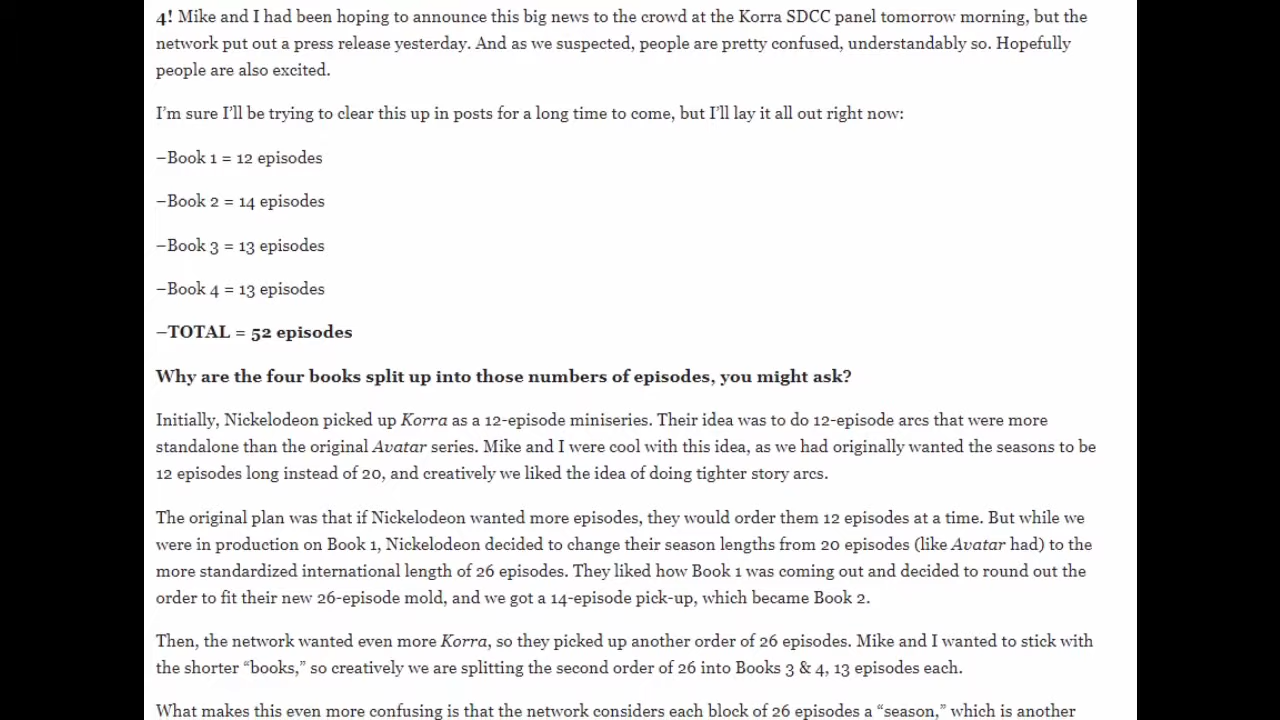 4! Mike and I had been hoping to announce this big news to the crowd at the Korra SDCC panel tomorrow morning, but the
network put out a press release yesterday. And as we suspected, people are pretty confused, understandably so. Hopefully
people are also excited.
I’m sure I’ll be trying to clear this up in posts for a long time to come, but I’ll lay it all out right now:
–Book 1 = 12 episodes
–Book 2 = 14 episodes
–Book 3 = 13 episodes
–Book 4 = 13 episodes
–TOTAL = 52 episodes
Why are the four books split up into those numbers of episodes, you might ask?
Initially, Nickelodeon picked up Korra as a 12-episode miniseries. Their idea was to do 12-episode arcs that were more
standalone than the original Avatar series. Mike and I were cool with this idea, as we had originally wanted the seasons to be
12 episodes long instead of 20, and creatively we liked the idea of doing tighter story arcs.
The original plan was that if Nickelodeon wanted more episodes, they would order them 12 episodes at a time. But while we
were in production on Book 1, Nickelodeon decided to change their season lengths from 20 episodes (like Avatar had) to the
more standardized international length of 26 episodes. They liked how Book 1 was coming out and decided to round out the
order to fit their new 26-episode mold, and we got a 14-episode pick-up, which became Book 2.
Then, the network wanted even more Korra, so they picked up another order of 26 episodes. Mike and I wanted to stick with
the shorter “books,” so creatively we are splitting the second order of 26 into Books 3 & 4, 13 episodes each.
What makes this even more confusing is that the network considers each block of 26 episodes a “season,” which is another